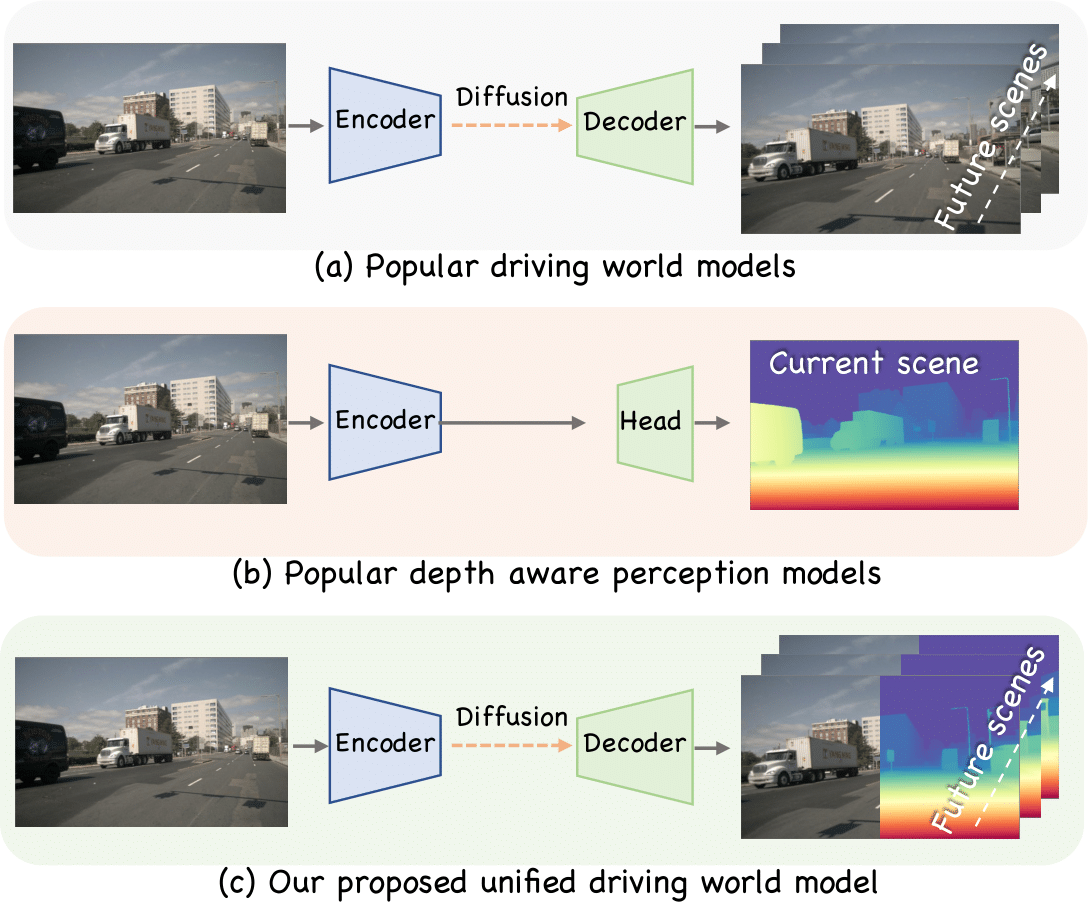 Encoder
Diffusion
Decoder
Future scenes
(a) Popular driving world models
Encoder
Head
Current scene
(b) Popular depth aware perception models
Encoder
Diffusion
Decoder
Future scenes
(c) Our proposed unified driving world model